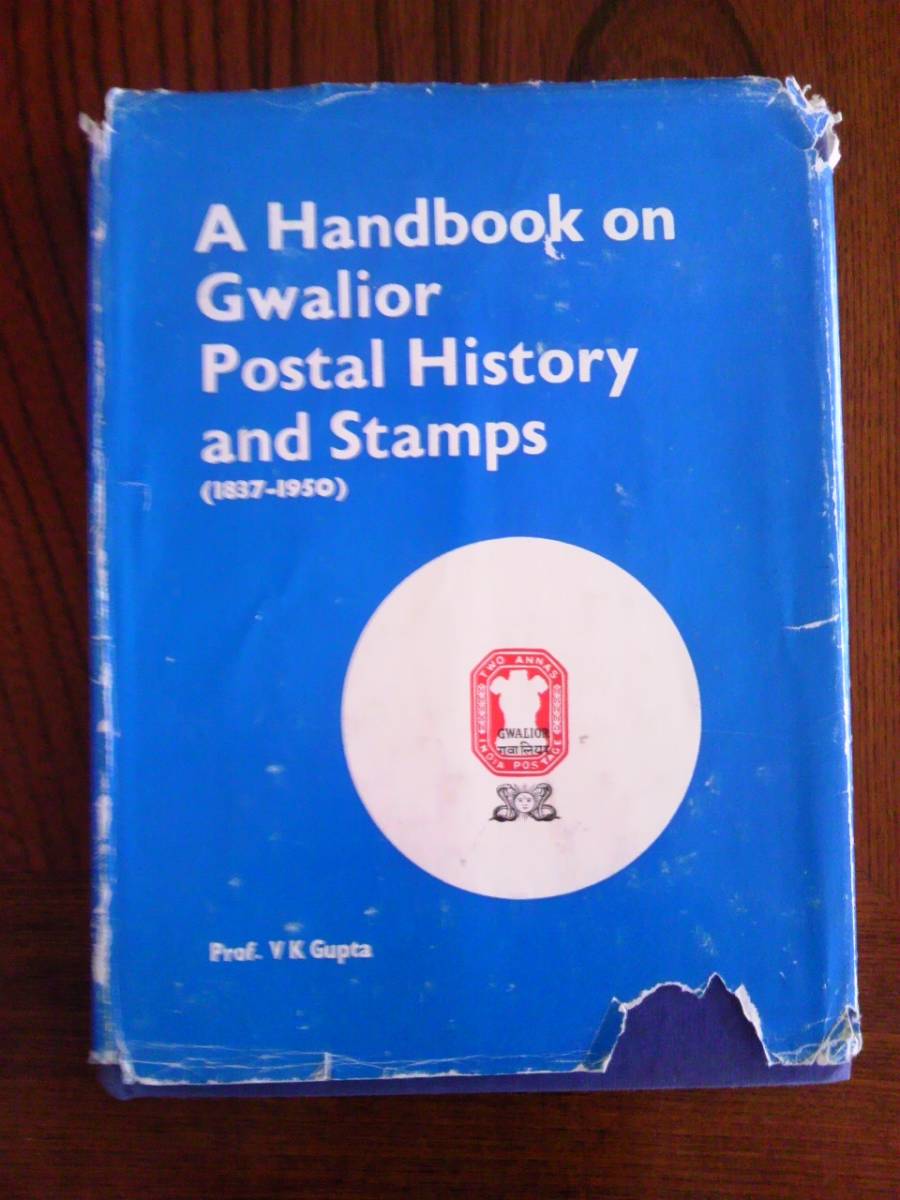 A Handbook on
Gwalior
Postal History
and Stamps
(1837-1950)
TWO ANNAS
GWALIOR
गवालियर
INDIA POSTAGE
Prof. V K Gupta